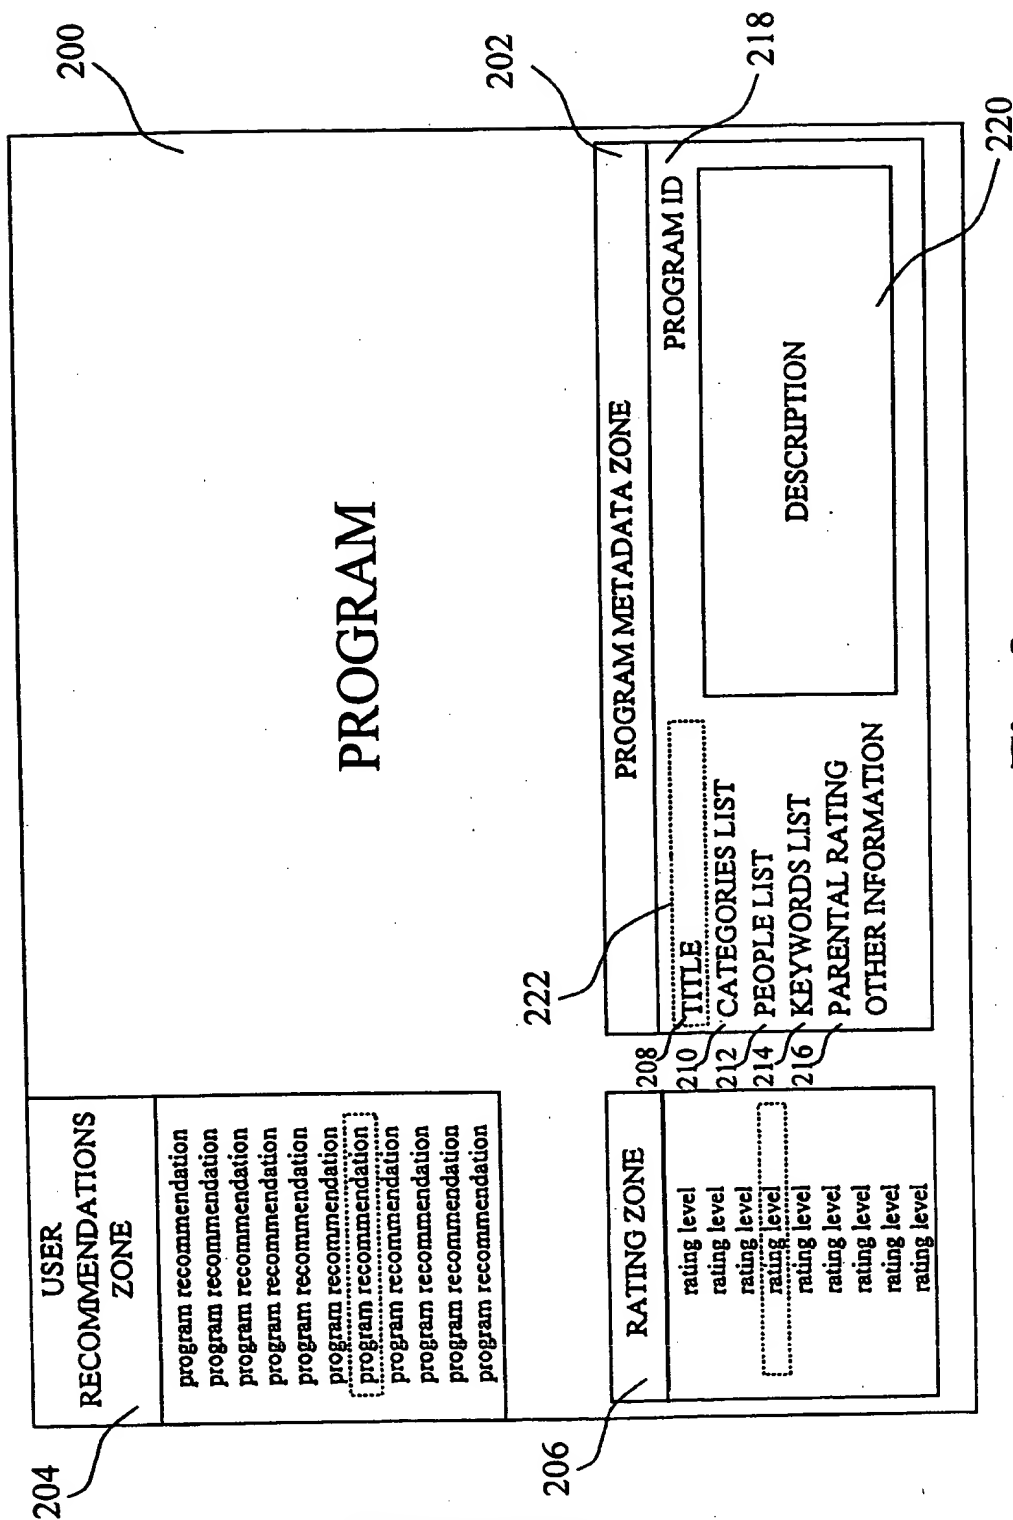 200
204
USER
RECOMMENDATIONS
ZONE
program recommendation
program recommendation
program recommendation
program recommendation
program recommendation
program recommendation
program recommendation
program recommendation
program recommendation
program recommendation
program recommendation
PROGRAM
206
RATING ZONE
rating level
rating level
rating level
rating level
rating level
rating level
rating level
rating level
rating level
222
202
PROGRAM METADATA ZONE
208 TITLE
210 CATEGORIES LIST
212 PEOPLE LIST
214 KEYWORDS LIST
216 PARENTAL RATING
OTHER INFORMATION
PROGRAM ID
218
DESCRIPTION
220